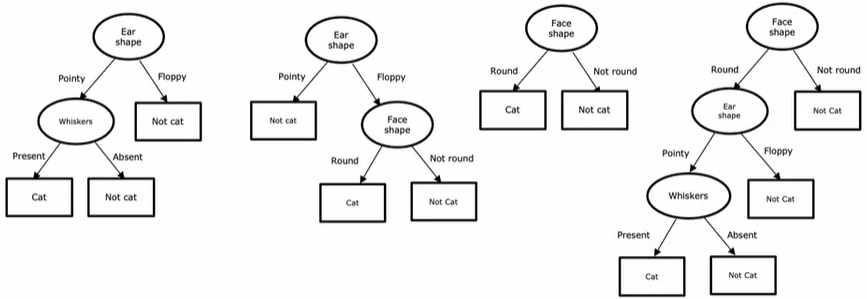 Ear
shape
Pointy
Floppy
Whiskers
Not cat
Present
Absent
Cat
Not cat
Ear
shape
Pointy
Floppy
Not cat
Face
shape
Round
Not round
Cat
Not Cat
Face
shape
Round
Not round
Cat
Not cat
Face
shape
Round
Not round
Ear
shape
Not Cat
Pointy
Floppy
Whiskers
Not Cat
Present
Absent
Cat
Not Cat